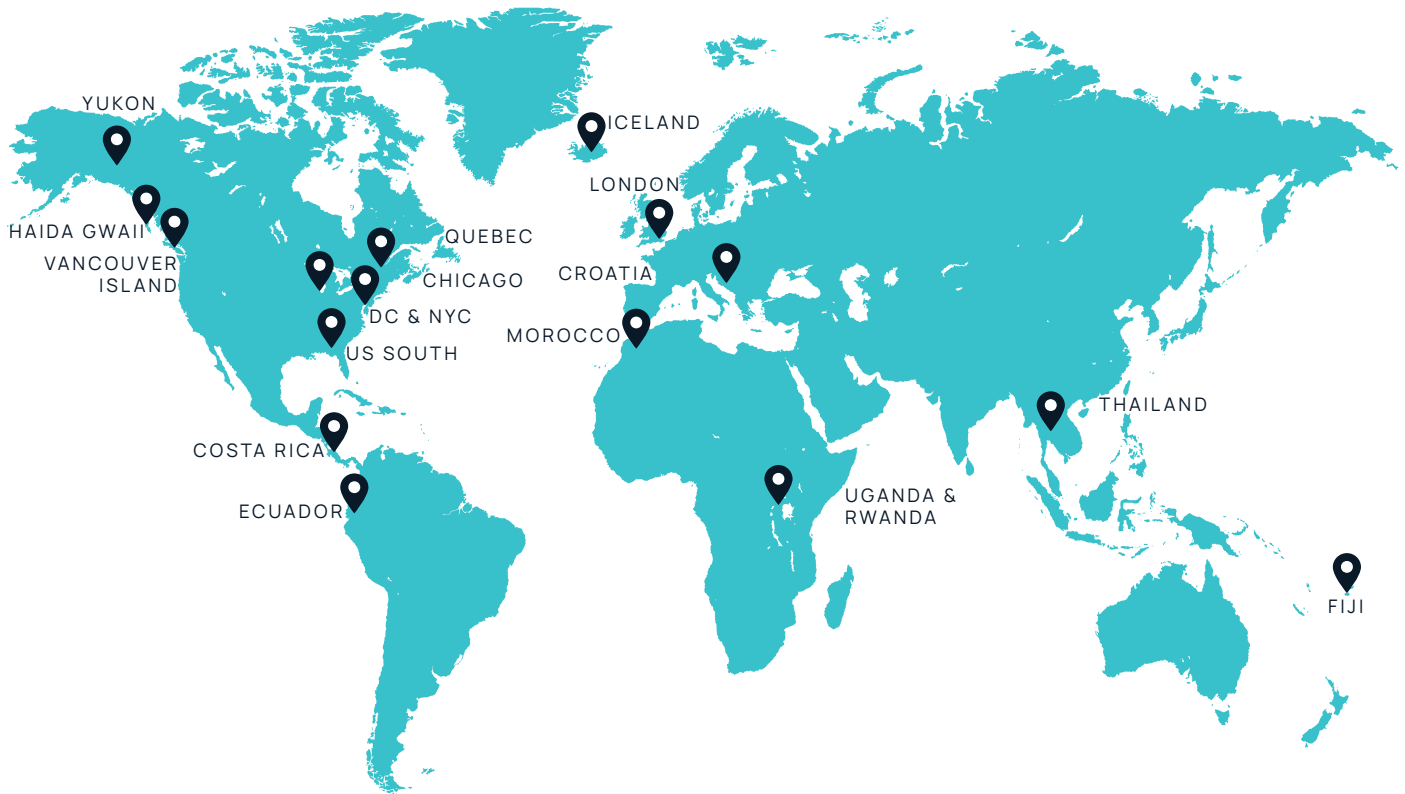 YUKON
ICELAND
LONDON
HAIDA GWAII
QUEBEC
VANCOUVER
ISLAND
CROATIA
CHICAGO
DC & NYC
MOROCCO
US SOUTH
THAILAND
COSTA RICA
UGANDA &
RWANDA
ECUADOR
FIJI